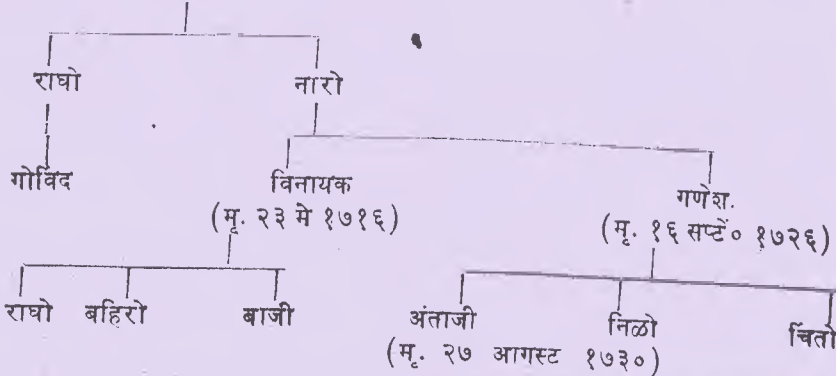 राघो नारो
गोविंद विनायक गणेश.
(मृ. २३ मे १७१६) (मृ. १६ सप्टें० १७२६)
राघो बहिरो बाजी अंताजी निळो चिंतो
(मृ. २७ आगस्ट १७३०)